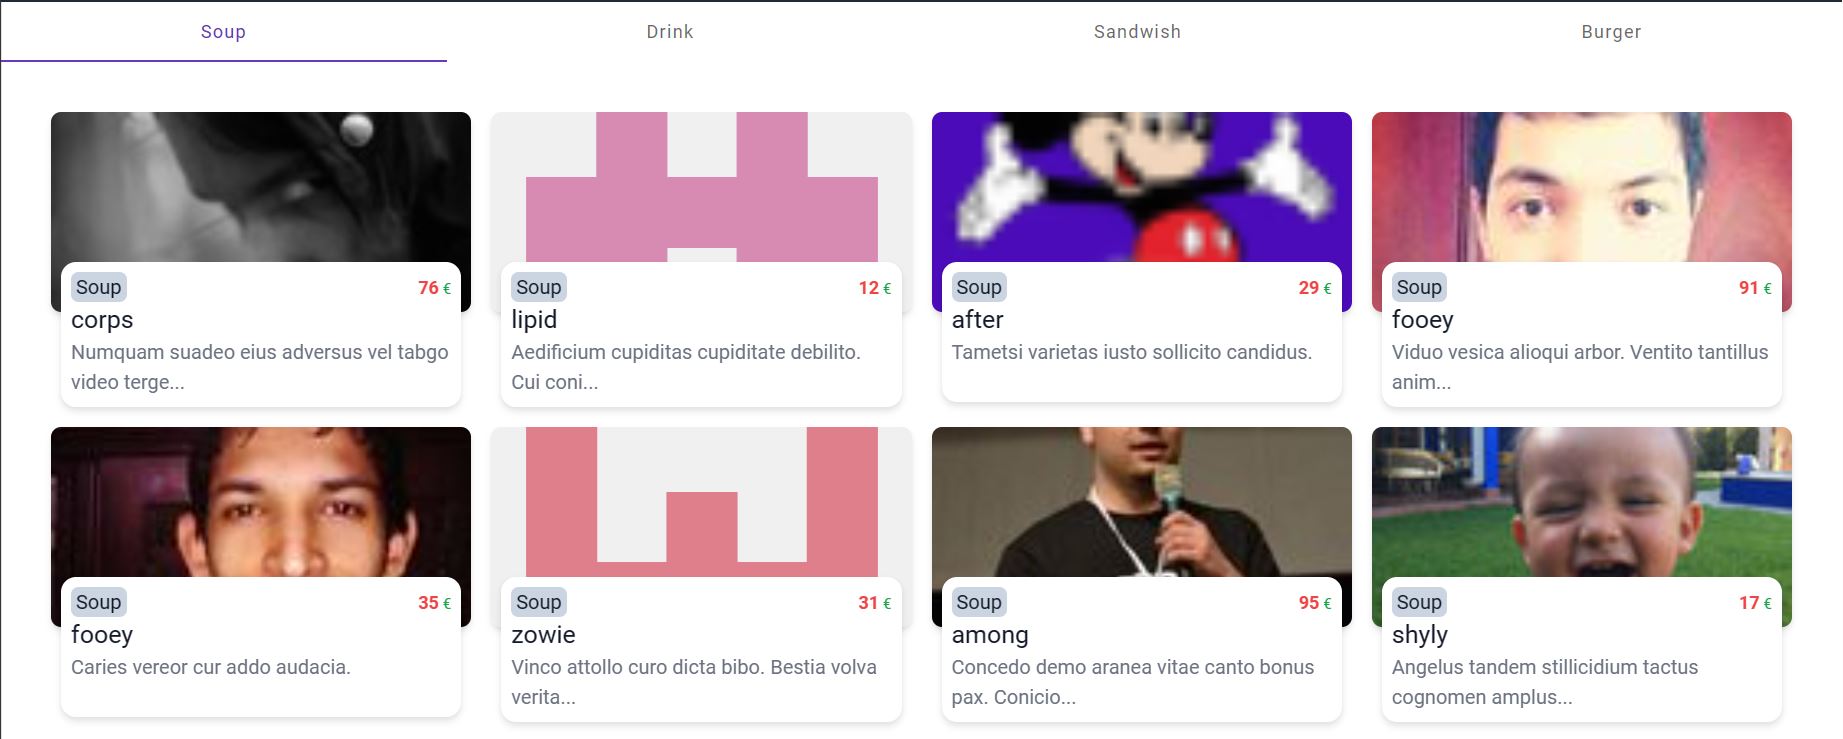 Soup
Drink
Sandwish
Burger
Soup
76 €
corps
Numquam suadeo eius adversus vel tabgo
video terge...
Soup
12 €
lipid
Aedificium cupiditas cupiditate debilito.
Cui coni...
Soup
29 €
after
Tametsi varietas iusto sollicito candidus.
Soup
91 €
fooey
Viduo vesica alioqui arbor. Ventito tantillus
anim...
Soup
35 €
fooey
Caries vereor cur addo audacia.
Soup
31 €
zowie
Vinco attollo curo dicta bibo. Bestia volva
verita...
Soup
95 €
among
Concedo demo aranea vitae canto bonus
pax. Conicio...
Soup
17 €
shyly
Angelus tandem stillicidium tactus
cognomen amplus...